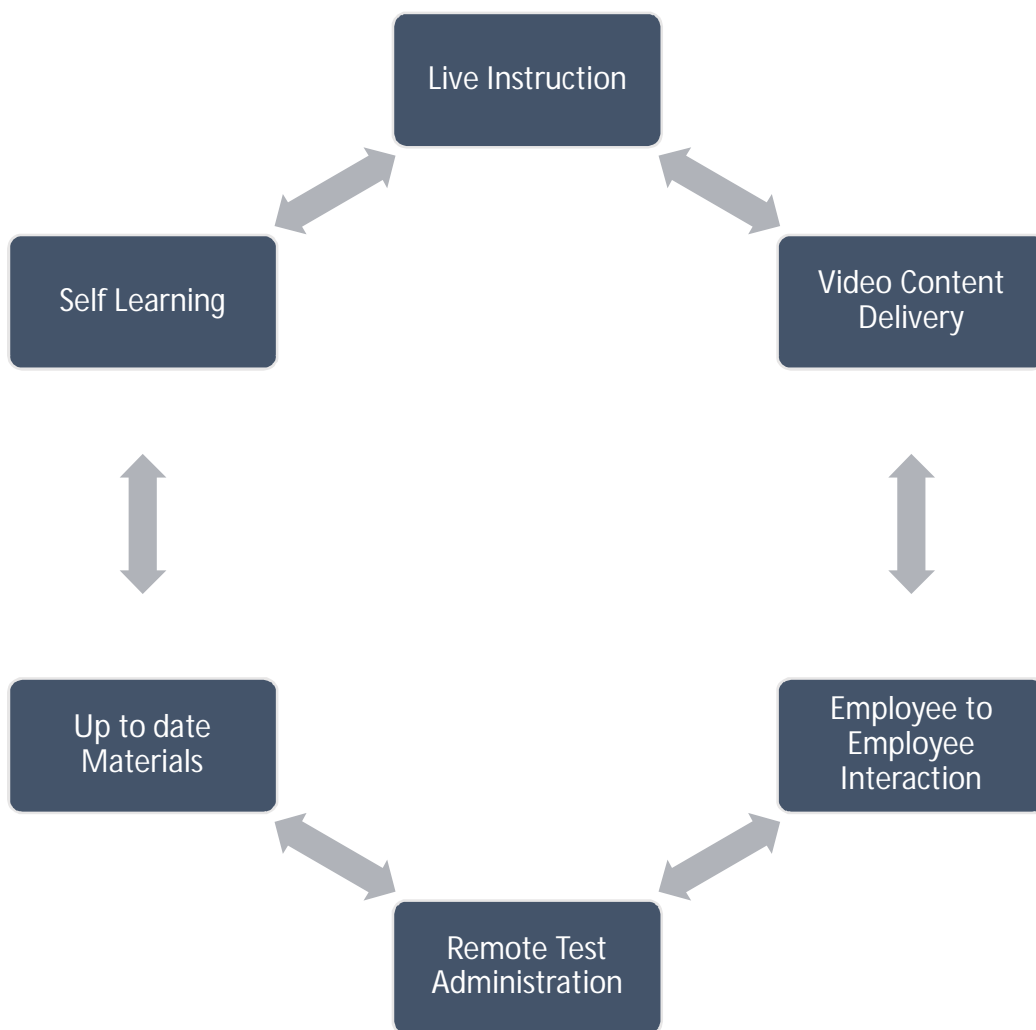 Live Instruction
Self Learning
Video Content
Delivery
Up to date
Materials
Employee to
Employee
Interaction
Remote Test
Administration